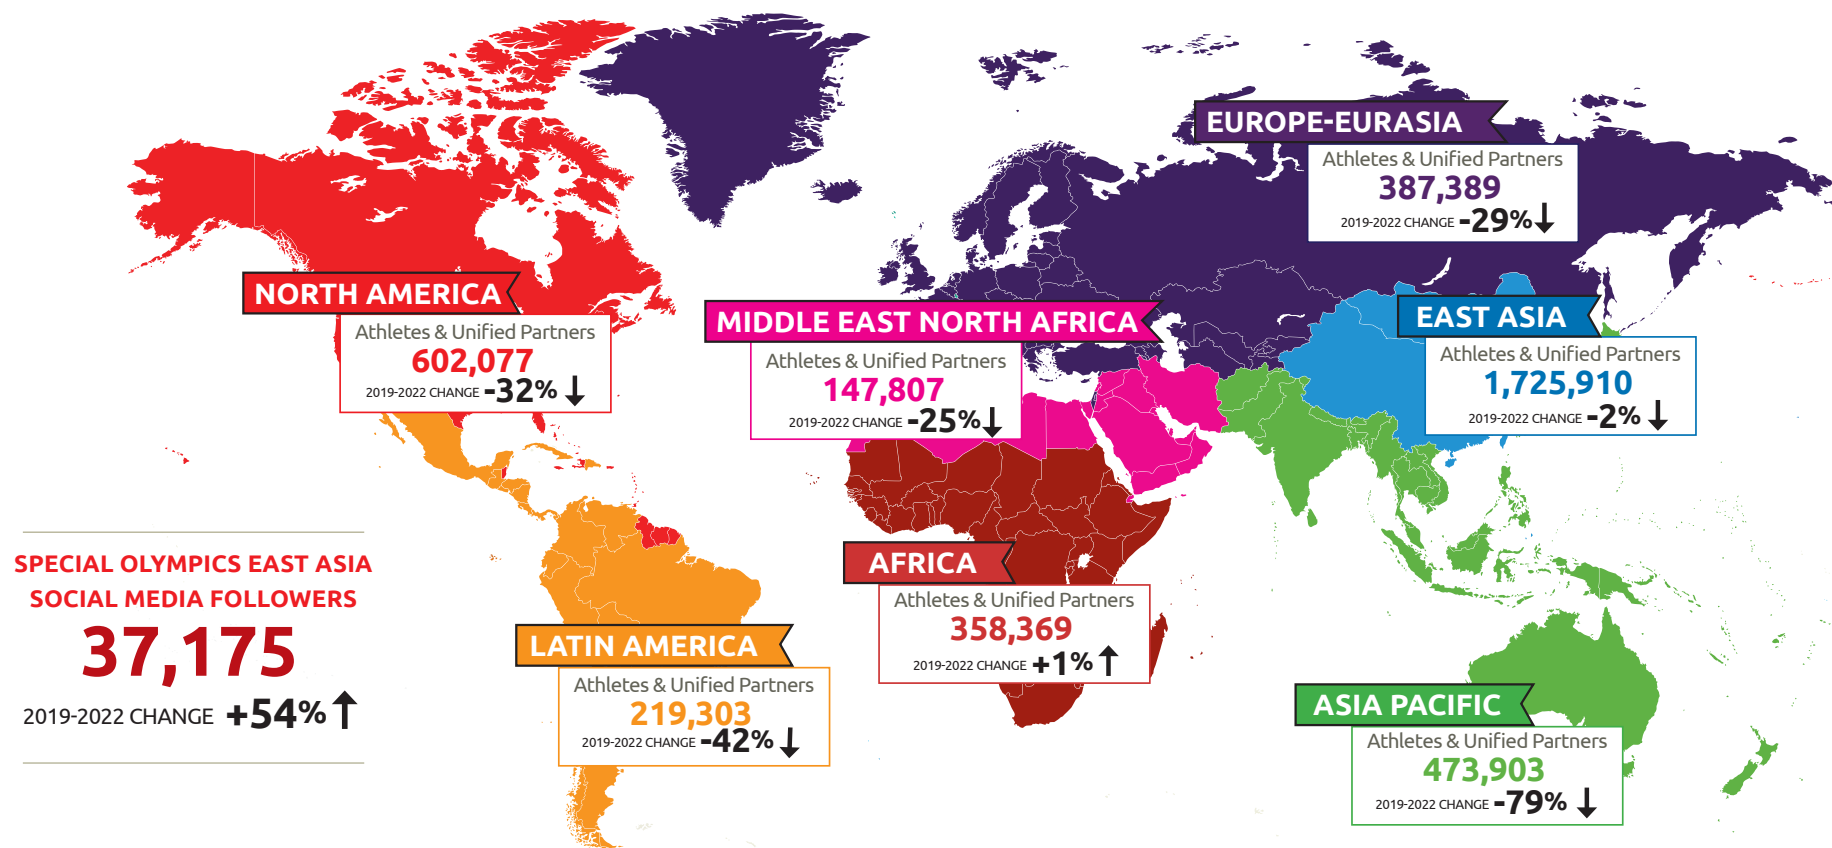 EUROPE-EURASIA
Athletes & Unified Partners
387,389
2019-2022 CHANGE -29%↓
NORTH AMERICA
Athletes & Unified Partners
602,077
2019-2022 CHANGE -32% ↓
MIDDLE EAST NORTH AFRICA
Athletes & Unified Partners
147,807
2019-2022 CHANGE -25%↓
EAST ASIA
Athletes & Unified Partners
1,725,910
2019-2022 CHANGE -2% ↓
SPECIAL OLYMPICS EAST ASIA
SOCIAL MEDIA FOLLOWERS
37,175
2019-2022 CHANGE +54% ↑
AFRICA
Athletes & Unified Partners
358,369
2019-2022 CHANGE +1% ↑
LATIN AMERICA
Athletes & Unified Partners
219,303
2019-2022 CHANGE -42% ↓
ASIA PACIFIC
Athletes & Unified Partners
473,903
2019-2022 CHANGE -79% ↓